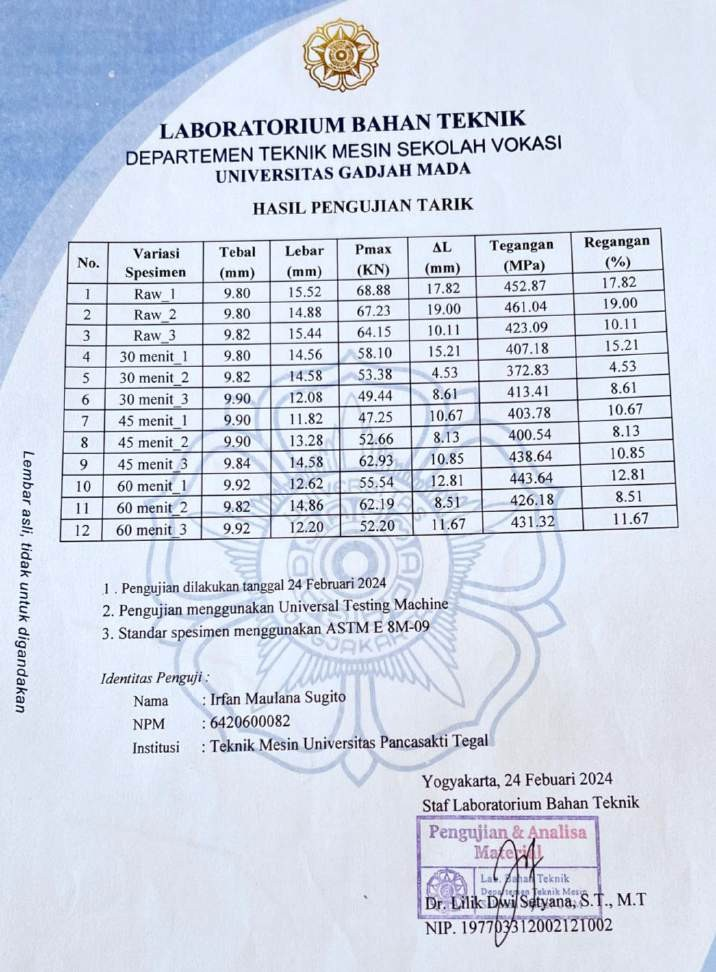 LABORATORIUM BAHAN TEKNIK
DEPARTEMEN TEKNIK MESIN SEKOLAH VOKASI
UNIVERSITAS GADJAH MADA
HASIL PENGUJIAN TARIK
No. Variasi Spesimen Tebal (mm) Lebar (mm) Pmax (KN) ΔL (mm) Tegangan (MPa) Regangan (%)
1 Raw_1 9.80 15.52 68.88 17.82 452.87 17.82
2 Raw_2 9.80 14.88 67.23 19.00 461.04 19.00
3 Raw_3 9.82 15.44 64.15 10.11 423.09 10.11
4 30 menit_1 9.80 14.56 58.10 15.21 407.18 15.21
5 30 menit_2 9.82 14.58 53.38 4.53 372.83 4.53
6 30 menit_3 9.90 12.08 49.44 8.61 413.41 8.61
7 45 menit_1 9.90 11.82 47.25 10.67 403.78 10.67
8 45 menit_2 9.90 13.28 52.66 8.13 400.54 8.13
9 45 menit_3 9.84 14.58 62.93 10.85 438.64 10.85
10 60 menit_1 9.92 12.62 55.54 12.81 443.64 12.81
11 60 menit_2 9.82 14.86 62.19 8.51 426.18 8.51
12 60 menit_3 9.92 12.20 52.20 11.67 431.32 11.67
Lembar asli, tidak untuk digandakan
1 . Pengujian dilakukan tanggal 24 Februari 2024
2. Pengujian menggunakan Universal Testing Machine
3. Standar spesimen menggunakan ASTM E 8M-09
Identitas Penguji :
Nama : Irfan Maulana Sugito
NPM : 6420600082
Institusi : Teknik Mesin Universitas Pancasakti Tegal
Yogyakarta, 24 Febuari 2024
Staf Laboratorium Bahan Teknik
Pengujian & Analisa
Material
Lab. Bahan Teknik
Departemen Teknik Mesin
Dr. Lilik Dwi Setyana, S.T., M.T
NIP. 197703312002121002